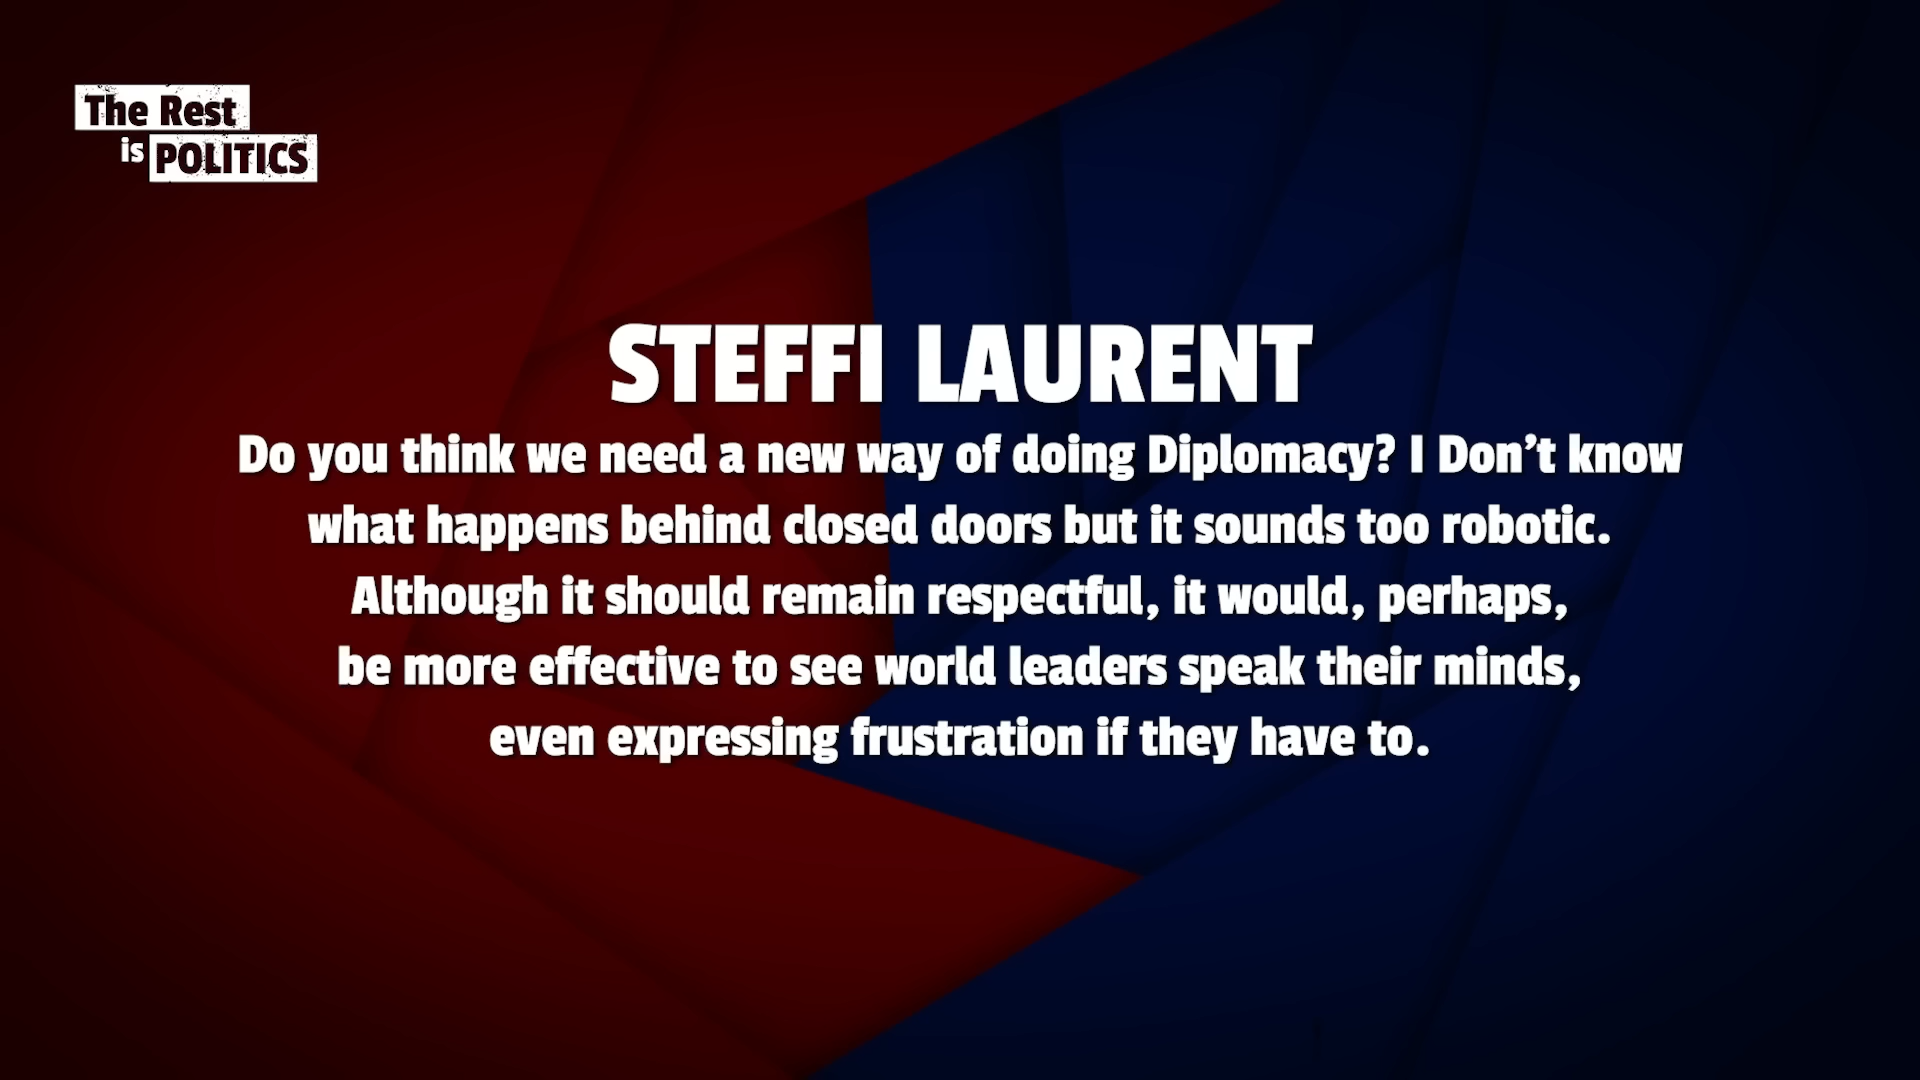 The Rest
is POLITICS
STEFFI LAURENT
Do you think we need a new way of doing Diplomacy? I Don’t know
what happens behind closed doors but it sounds too robotic.
Although it should remain respectful, it would, perhaps,
be more effective to see world leaders speak their minds,
even expressing frustration if they have to.